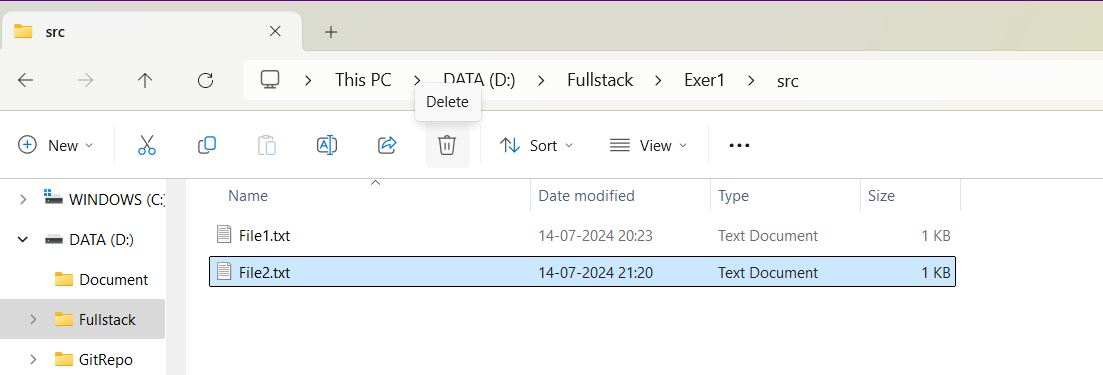 src
This PC > DATA (D:) > Fullstack > Exer1 > src
Delete
New Sort View
Name Date modified Type Size
WINDOWS (C:)
DATA (D:)
Document
Fullstack
GitRepo
File1.txt 14-07-2024 20:23 Text Document 1 KB
File2.txt 14-07-2024 21:20 Text Document 1 KB